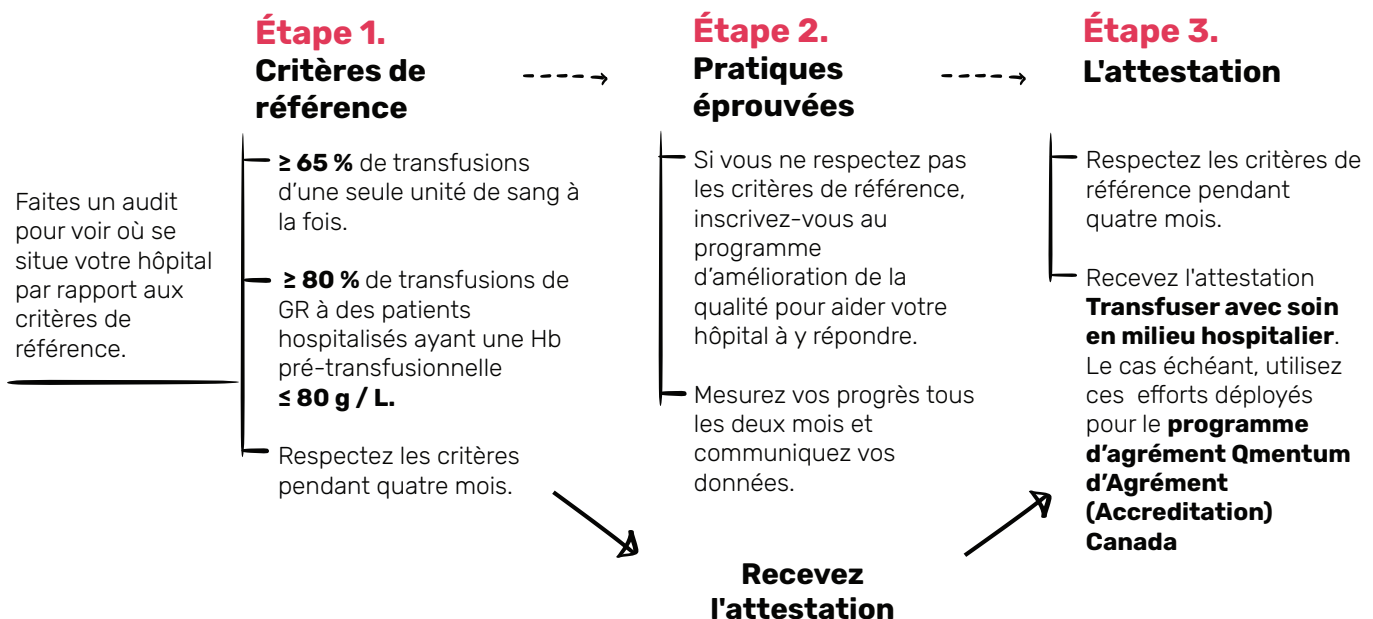 Faites un audit
pour voir où se
situe votre hôpital
par rapport aux
critères de
référence.
Étape 1.
Critères de
référence
≥ 65 % de transfusions
d’une seule unité de sang à
la fois.
≥ 80 % de transfusions de
GR à des patients
hospitalisés ayant une Hb
pré-transfusionnelle
≤ 80 g / L.
Respectez les critères
pendant quatre mois.
Étape 2.
Pratiques
éprouvées
Si vous ne respectez pas
les critères de référence,
inscrivez-vous au
programme
d’amélioration de la
qualité pour aider votre
hôpital à y répondre.
Mesurez vos progrès tous
les deux mois et
communiquez vos
données.
Recevez
l'attestation
Étape 3.
L'attestation
Respectez les critères de
référence pendant
quatre mois.
Recevez l'attestation
Transfuser avec soin
en milieu hospitalier.
Le cas échéant, utilisez
ces efforts déployés
pour le programme
d’agrément Qmentum
d’Agrément
(Accreditation)
Canada